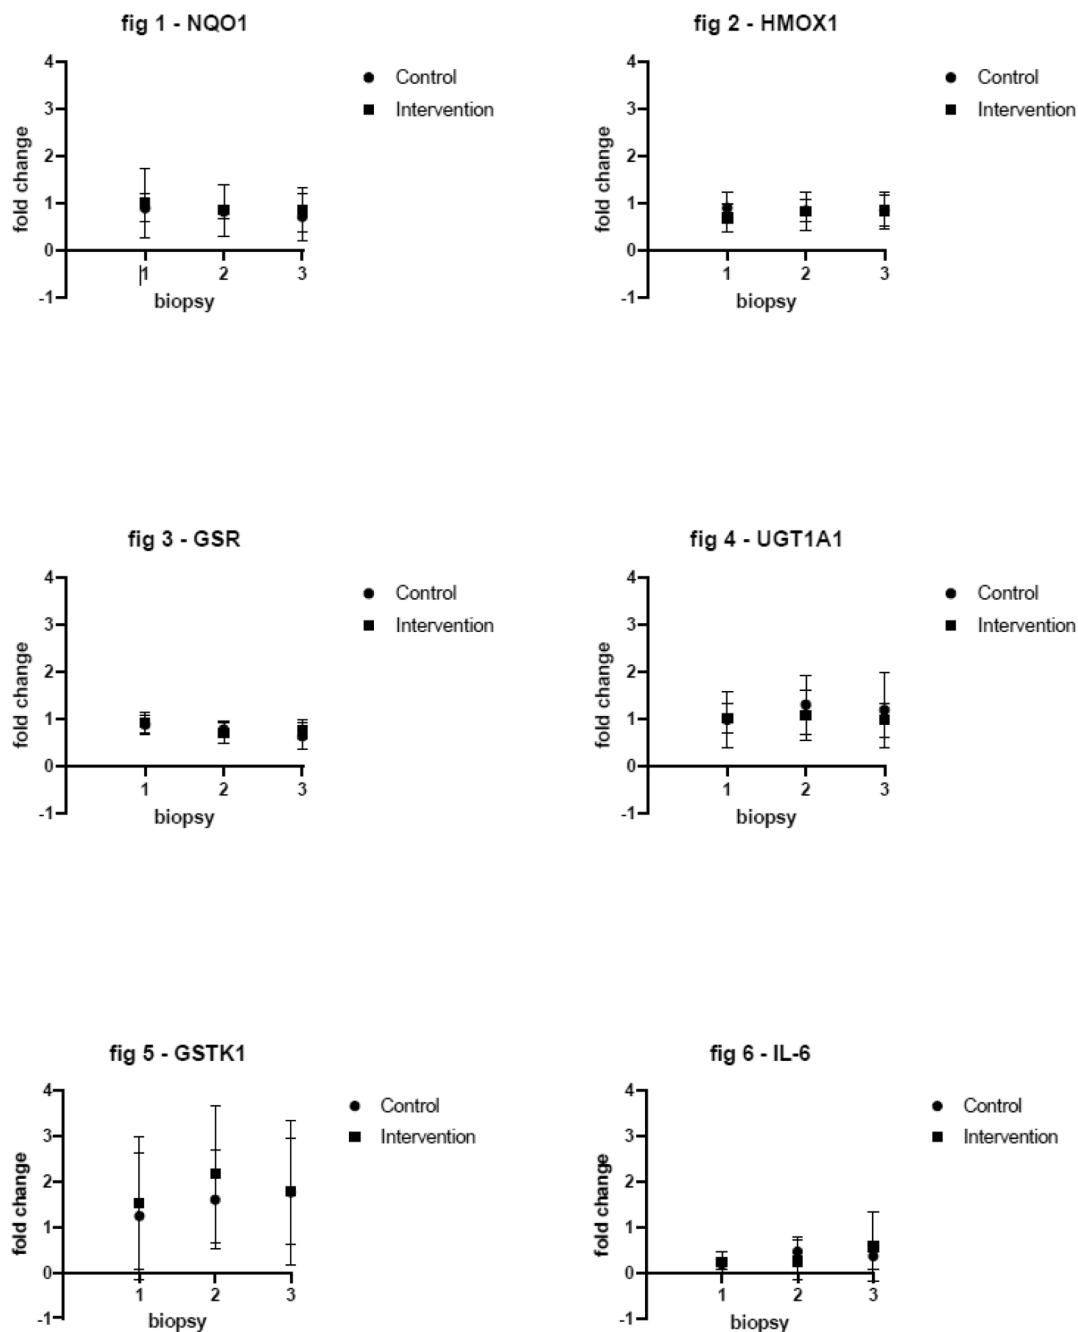 fig 1 - NQO1
4
3
2
1
0
-1
fold change
1 2 3
biopsy
Control
Intervention
fig 2 - HMOX1
4
3
2
1
0
-1
fold change
1 2 3
biopsy
Control
Intervention
fig 3 - GSR
4
3
2
1
0
-1
fold change
1 2 3
biopsy
Control
Intervention
fig 4 - UGT1A1
4
3
2
1
0
-1
fold change
1 2 3
biopsy
Control
Intervention
fig 5 - GSTK1
4
3
2
1
0
-1
fold change
1 2 3
biopsy
Control
Intervention
fig 6 - IL-6
4
3
2
1
0
-1
fold change
1 2 3
biopsy
Control
Intervention